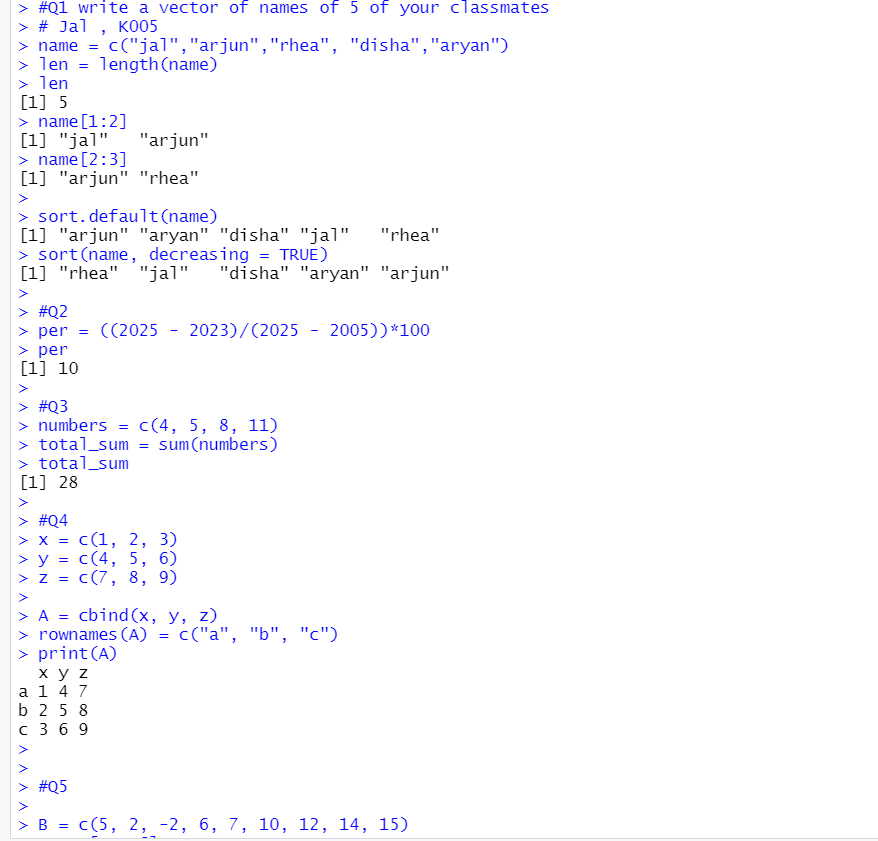 > #Q1 write a vector of names of 5 of your classmates
> # Jal , K005
> name = c("jal","arjun","rhea", "disha","aryan")
> len = length(name)
> len
[1] 5
> name[1:2]
[1] "jal"   "arjun"
> name[2:3]
[1] "arjun" "rhea"
>
> sort.default(name)
[1] "arjun" "aryan" "disha" "jal"   "rhea"
> sort(name, decreasing = TRUE)
[1] "rhea"  "jal"   "disha" "aryan" "arjun"
>
> #Q2
> per = ((2025 - 2023)/(2025 - 2005))*100
> per
[1] 10
>
> #Q3
> numbers = c(4, 5, 8, 11)
> total_sum = sum(numbers)
> total_sum
[1] 28
>
> #Q4
> x = c(1, 2, 3)
> y = c(4, 5, 6)
> z = c(7, 8, 9)
>
> A = cbind(x, y, z)
> rownames(A) = c("a", "b", "c")
> print(A)
  x y z
a 1 4 7
b 2 5 8
c 3 6 9
>
>
> #Q5
>
> B = c(5, 2, -2, 6, 7, 10, 12, 14, 15)